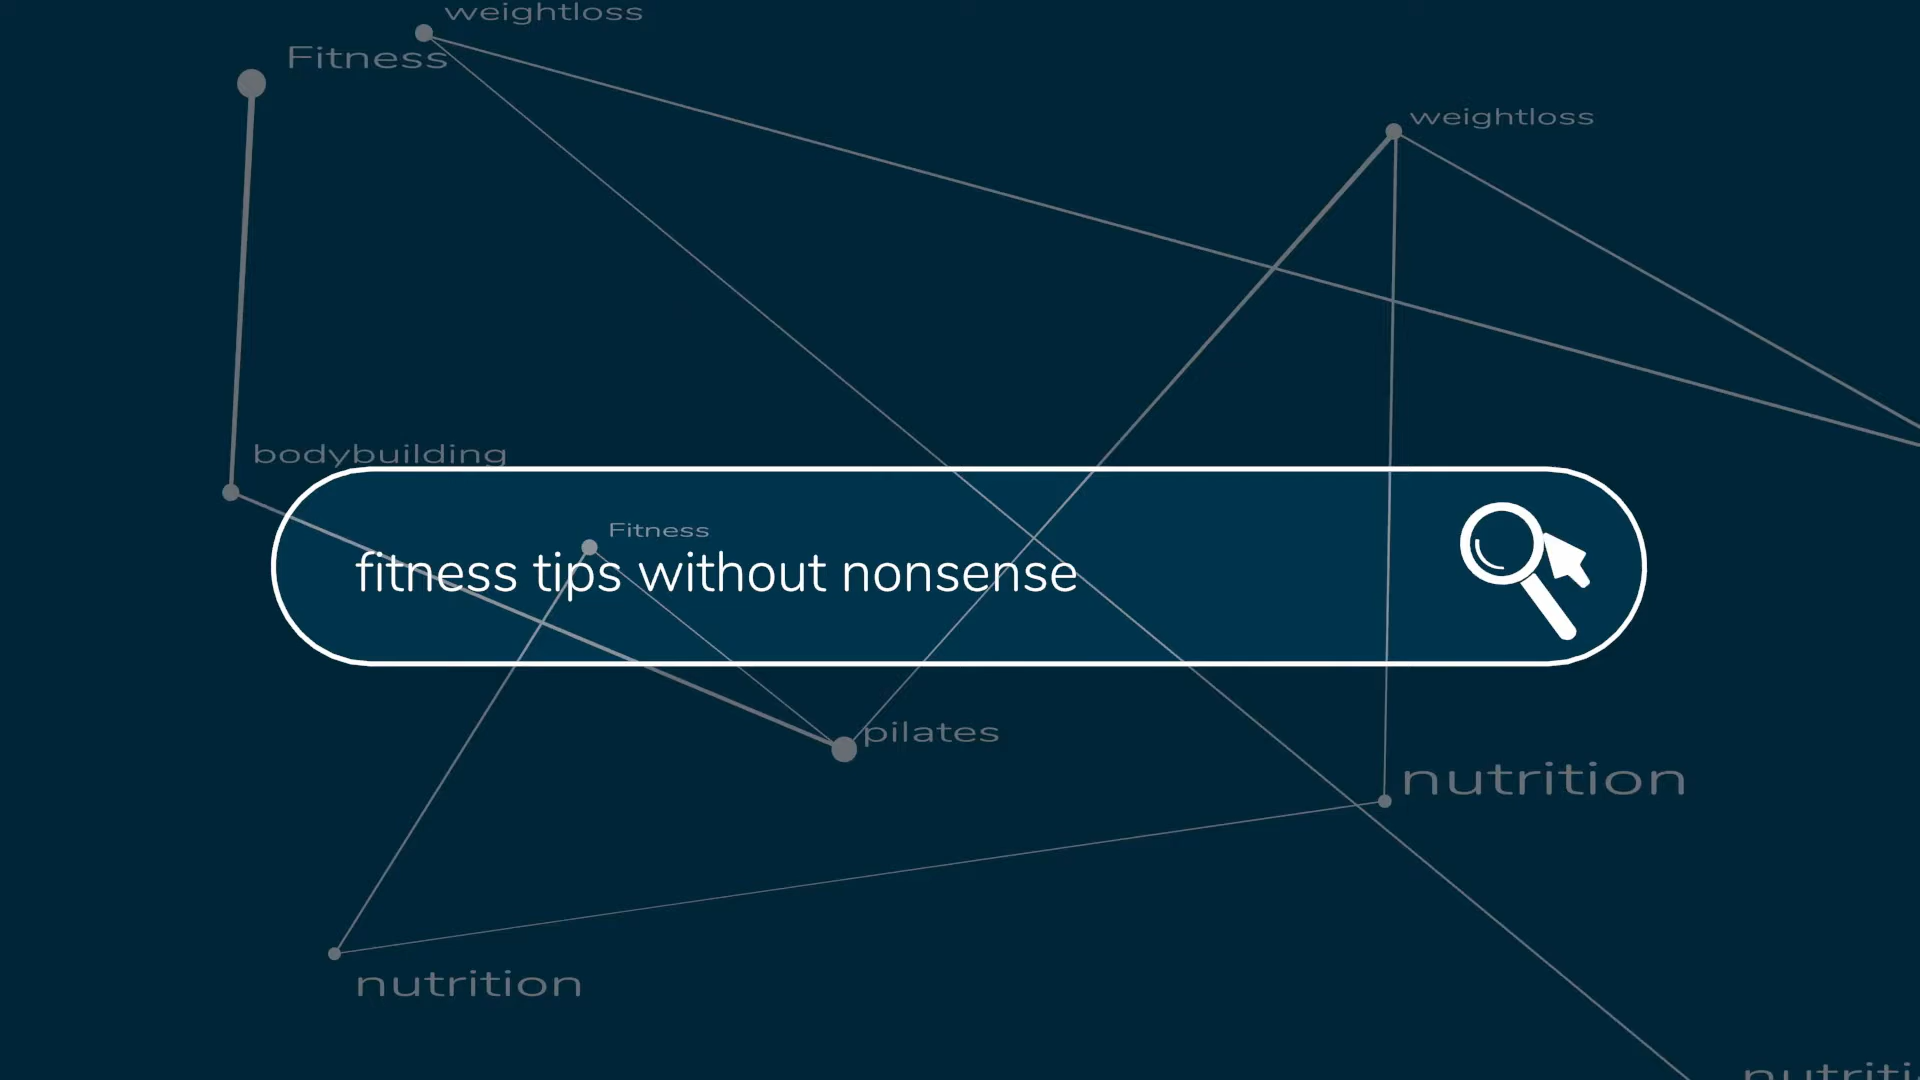 weightloss
Fitness
weightloss
bodybuilding
Fitness
fitness tips without nonsense
pilates
nutrition
nutrition